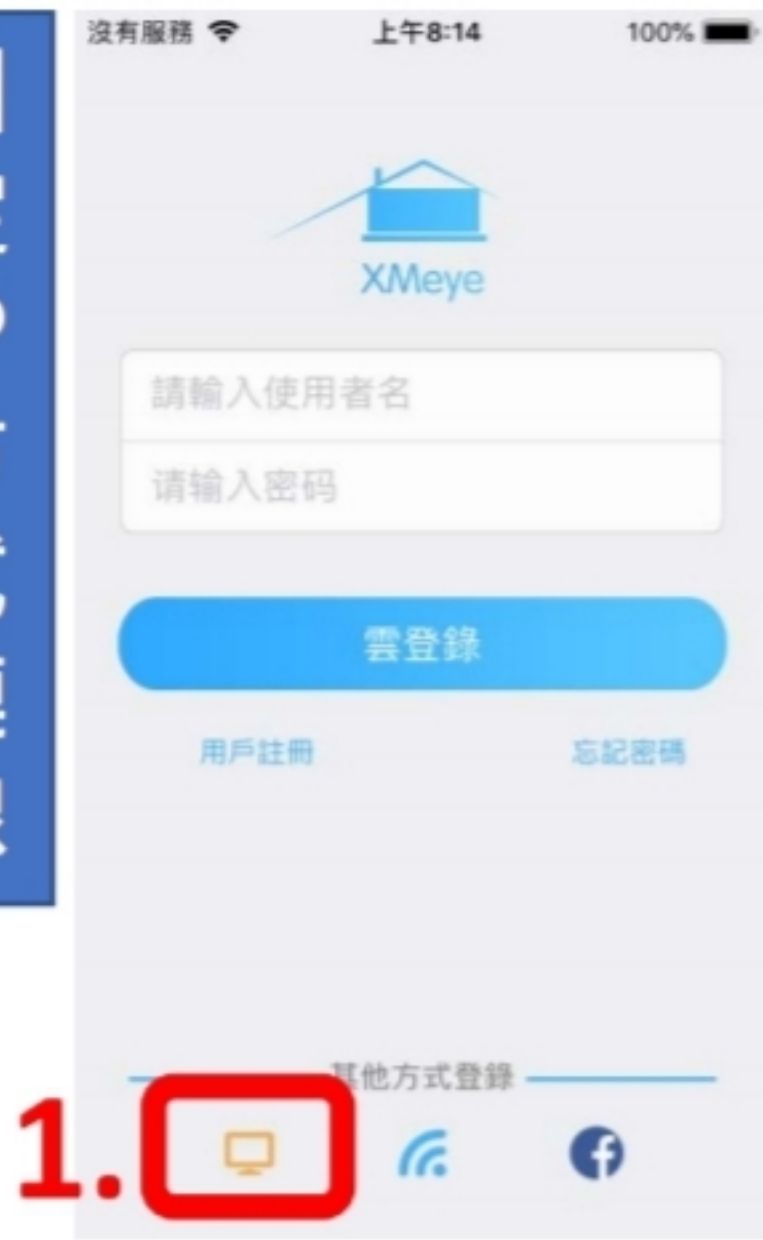 沒有服務 上午8:14 100%
XMeye
請輸入使用者名
请输入密码
雲登錄
用戶註冊 忘記密碼
其他方式登錄
1.